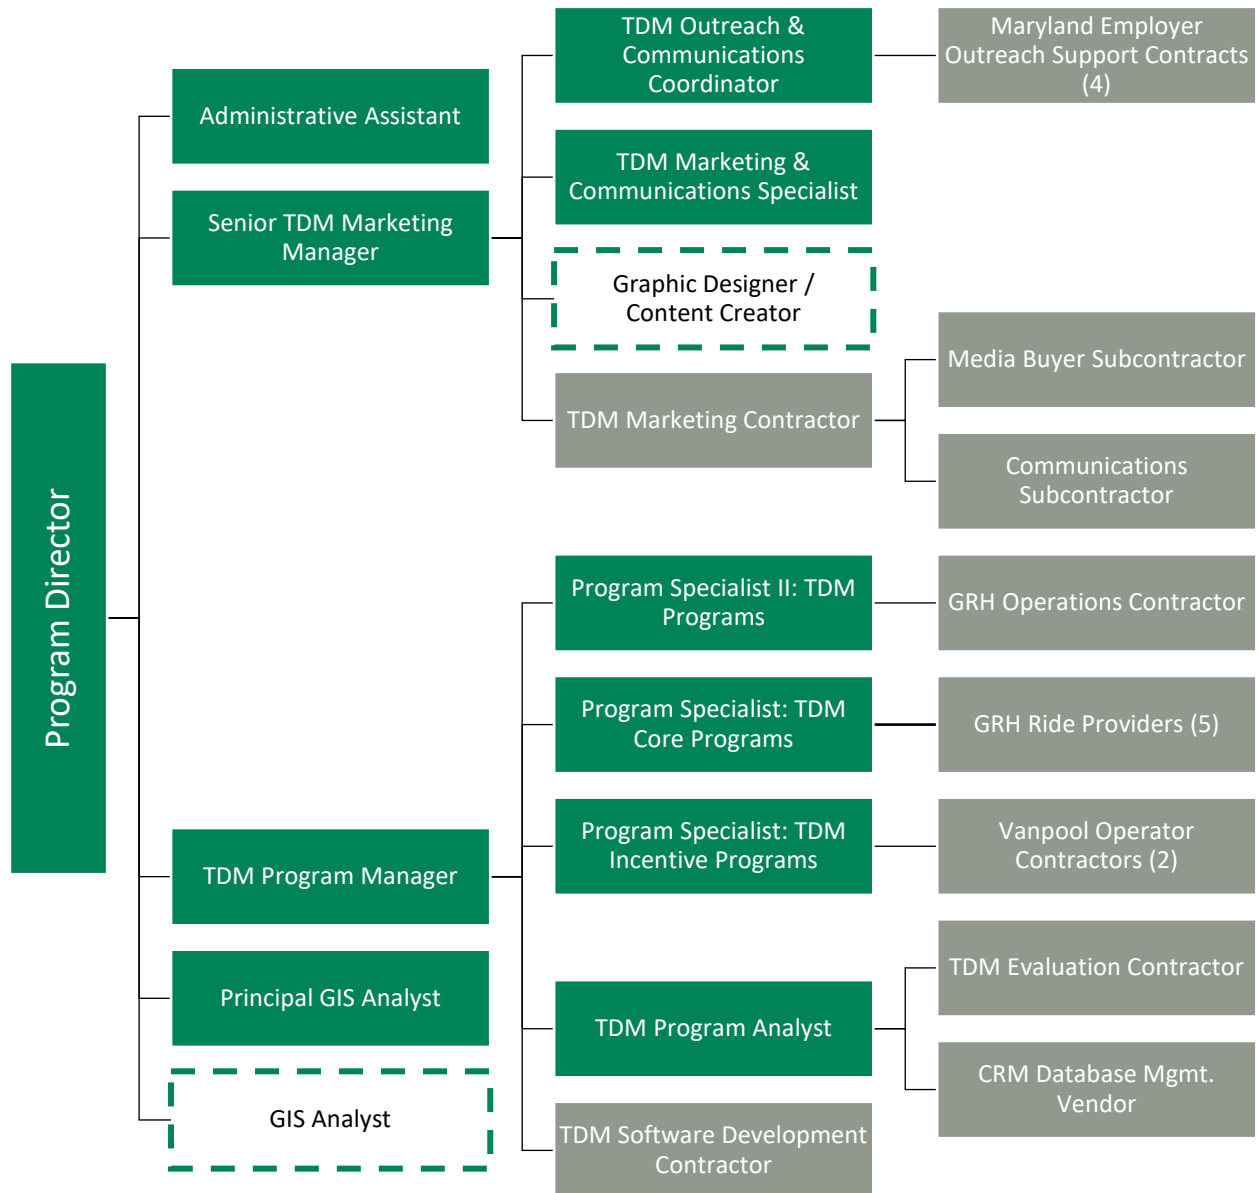 Program Director
Administrative Assistant
Senior TDM Marketing
Manager
TDM Outreach &
Communications
Coordinator
Maryland Employer
Outreach Support Contracts
(4)
TDM Marketing &
Communications Specialist
Graphic Designer /
Content Creator
TDM Marketing Contractor
Media Buyer Subcontractor
Communications
Subcontractor
TDM Program Manager
Program Specialist II: TDM
Programs
GRH Operations Contractor
Program Specialist: TDM
Core Programs
GRH Ride Providers (5)
Program Specialist: TDM
Incentive Programs
Vanpool Operator
Contractors (2)
TDM Program Analyst
TDM Evaluation Contractor
CRM Database Mgmt.
Vendor
TDM Software Development
Contractor
Principal GIS Analyst
GIS Analyst